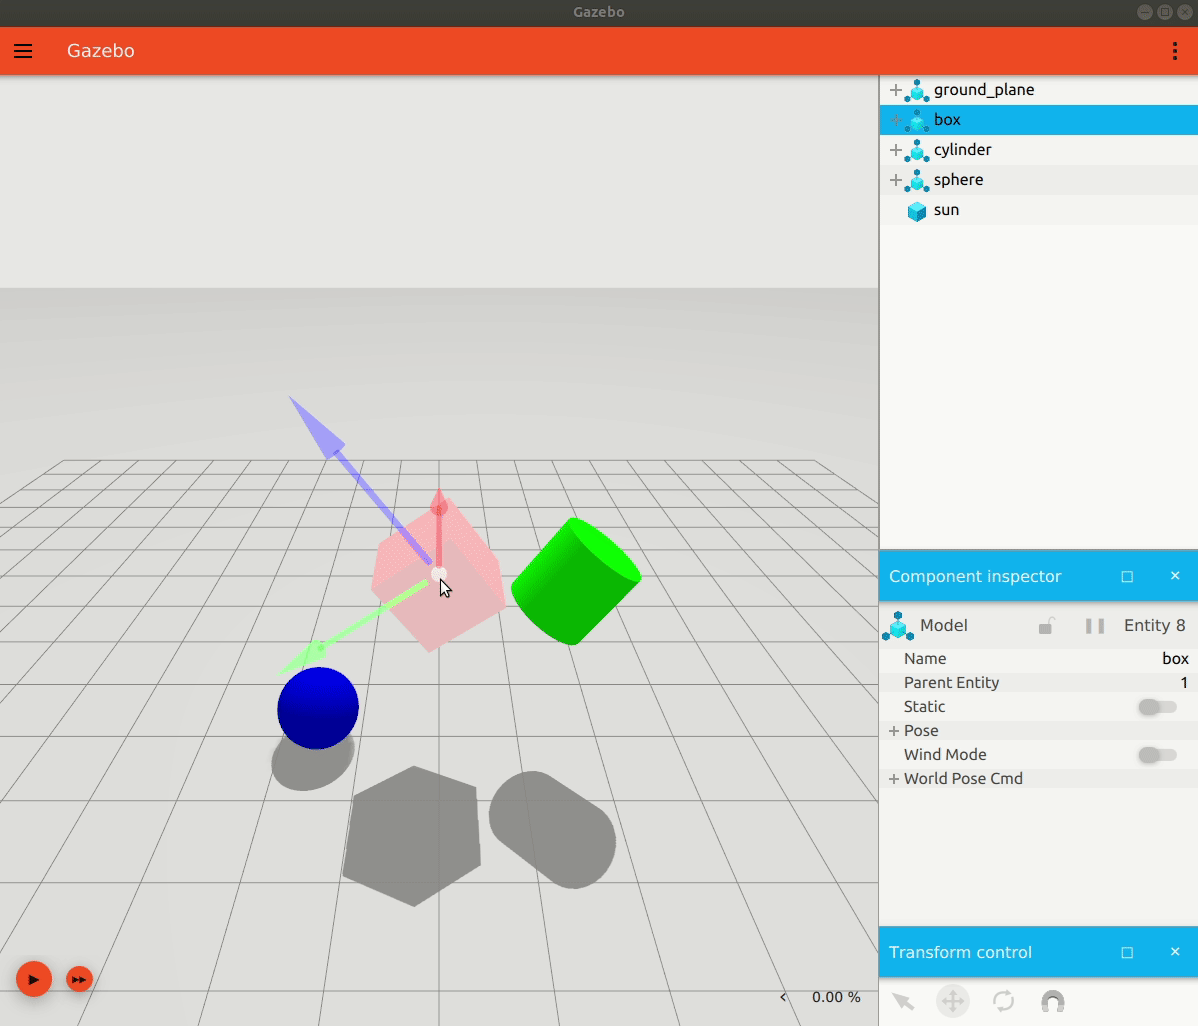 Gazebo
Gazebo
ground_plane
box
cylinder
sphere
sun
Component inspector
Model Entity 8
Name box
Parent Entity 1
Static
Pose
Wind Mode
World Pose Cmd
Transform control
0.00 %